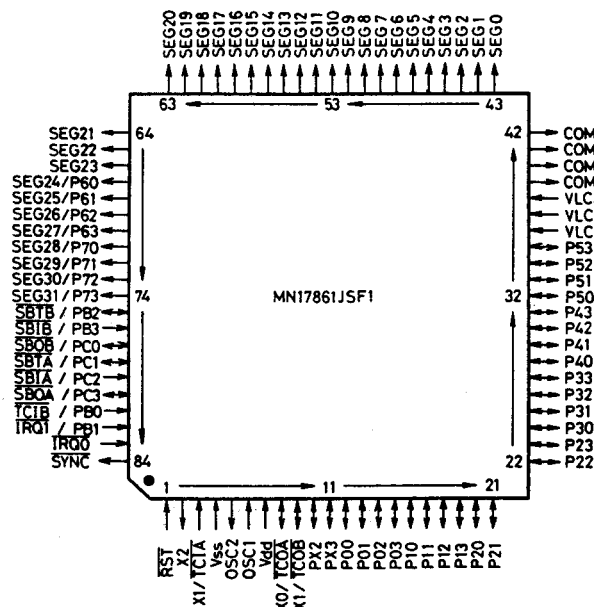 SEG20
SEG19
SEG18
SEG17
SEG16
SEG15
SEG14
SEG13
SEG12
SEG11
SEG10
SEG9
SEG8
SEG7
SEG6
SEG5
SEG4
SEG3
SEG2
SEG1
SEG0
63 53 43
SEG21 64 42 COM
SEG22 COM
SEG23 COM
SEG24/P60 COM
SEG25/P61 VLC
SEG26/P62 VLC
SEG27/P63 VLC
SEG28/P70 P53
SEG29/P71 P52
SEG30/P72 P51
SEG31/P73 74 MN17861JSF1 32 P50
SBTB / PB2 P43
SBIB / PB3 P42
SBOB / PC0 P41
SBTA / PC1 P40
SBIA / PC2 P33
SBOA / PC3 P32
TCIB / PB0 P31
IRQ1 / PB1 P30
IRQ0 P23
SYNC 84 22 P22
1 11 21
RST
X2
X1/TCIA
Vss
OSC2
OSC1
Vdd
X0/TCOA
X1/TCOB
PX2
PX3
P00
P01
P02
P03
P10
P11
P12
P13
P20
P21